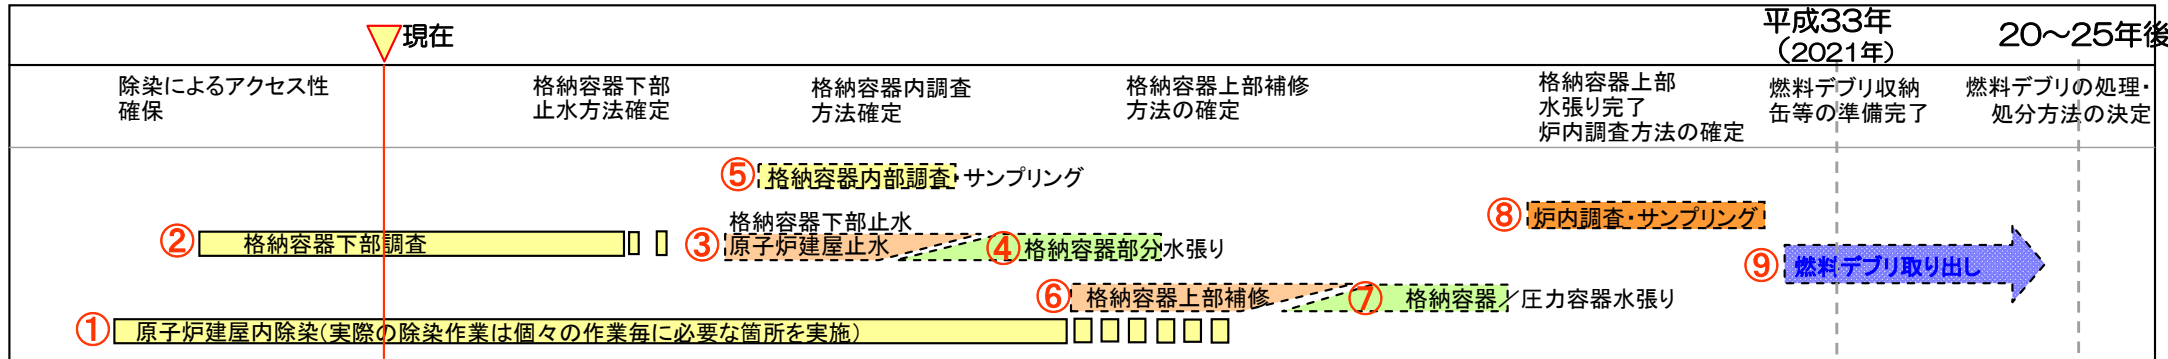 現在
平成33年
（2021年）
20～25年後
除染によるアクセス性
確保
格納容器下部
止水方法確定
格納容器内調査
方法確定
格納容器上部補修
方法の確定
格納容器上部
水張り完了
炉内調査方法の確定
燃料デブリ収納
缶等の準備完了
燃料デブリの処理・
処分方法の決定
⑤ 格納容器内部調査・サンプリング
⑧ 炉内調査・サンプリング
② 格納容器下部調査
格納容器下部止水
③ 原子炉建屋止水
④ 格納容器部分水張り
⑨ 燃料デブリ取り出し
⑥ 格納容器上部補修
⑦ 格納容器／圧力容器水張り
① 原子炉建屋内除染（実際の除染作業は個々の作業毎に必要な箇所を実施）